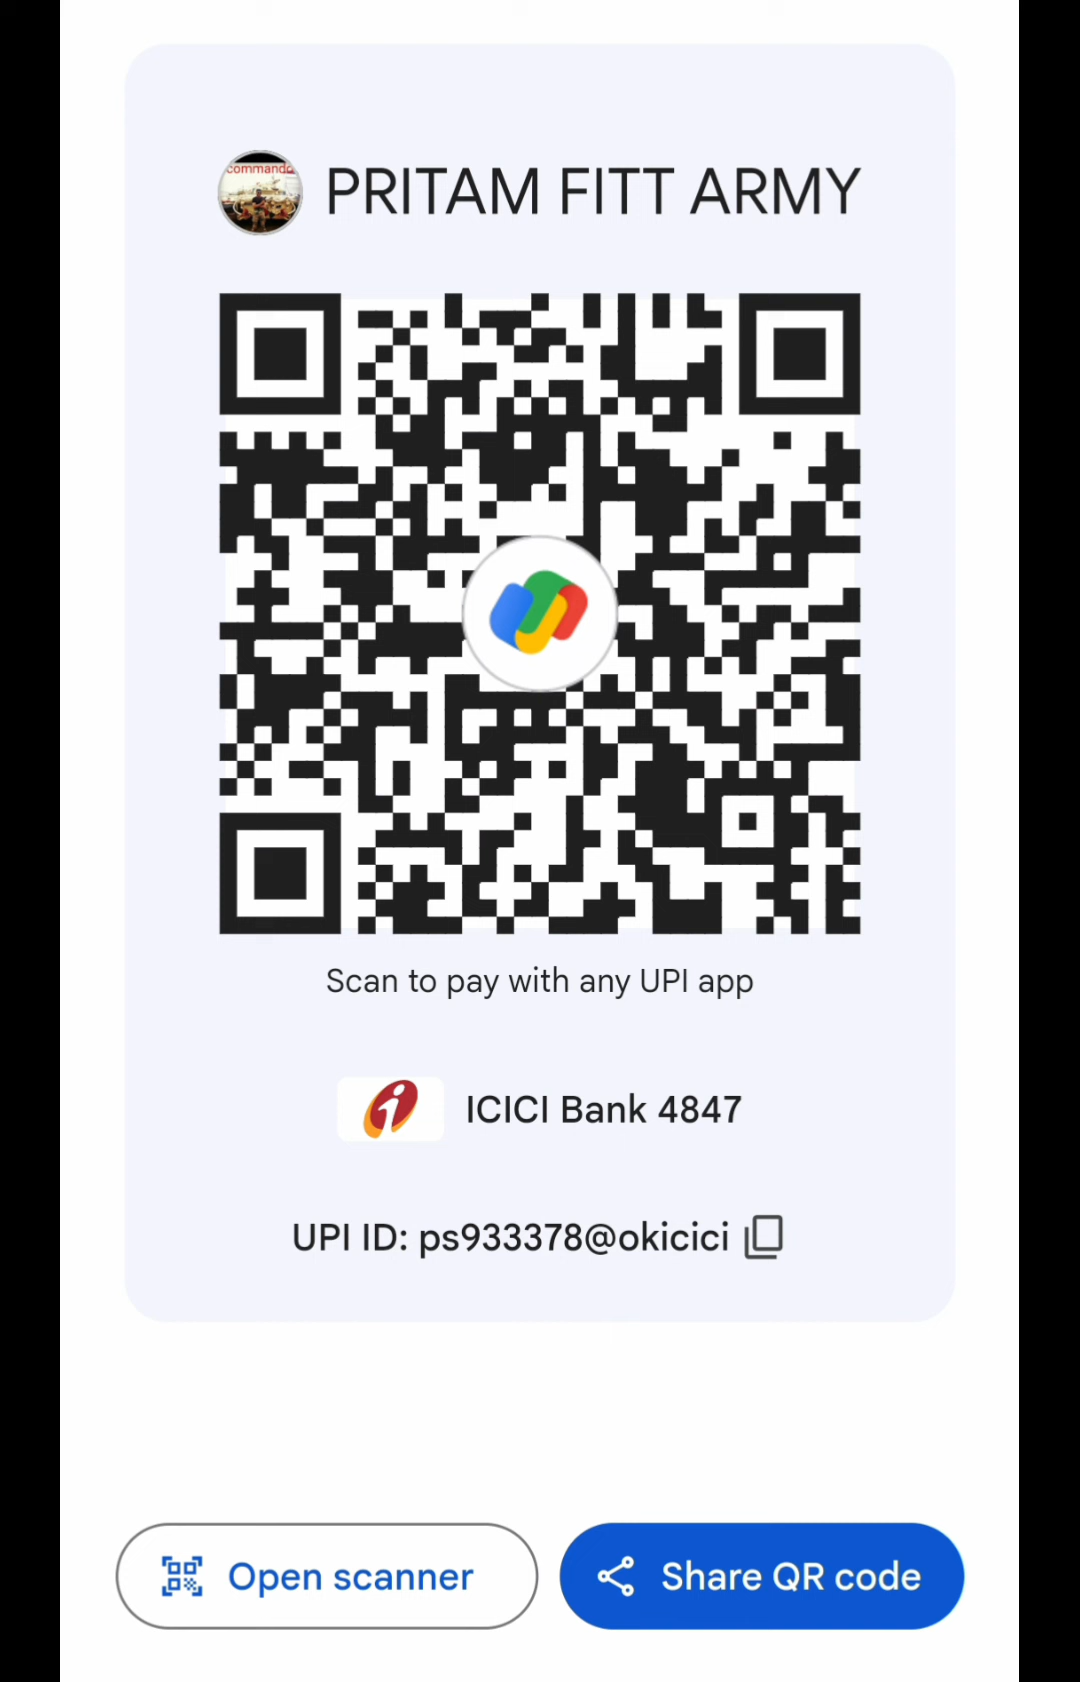 commando
PRITAM FITT ARMY
Scan to pay with any UPI app
ICICI Bank 4847
UPI ID: ps933378@okicici
Open scanner
Share QR code